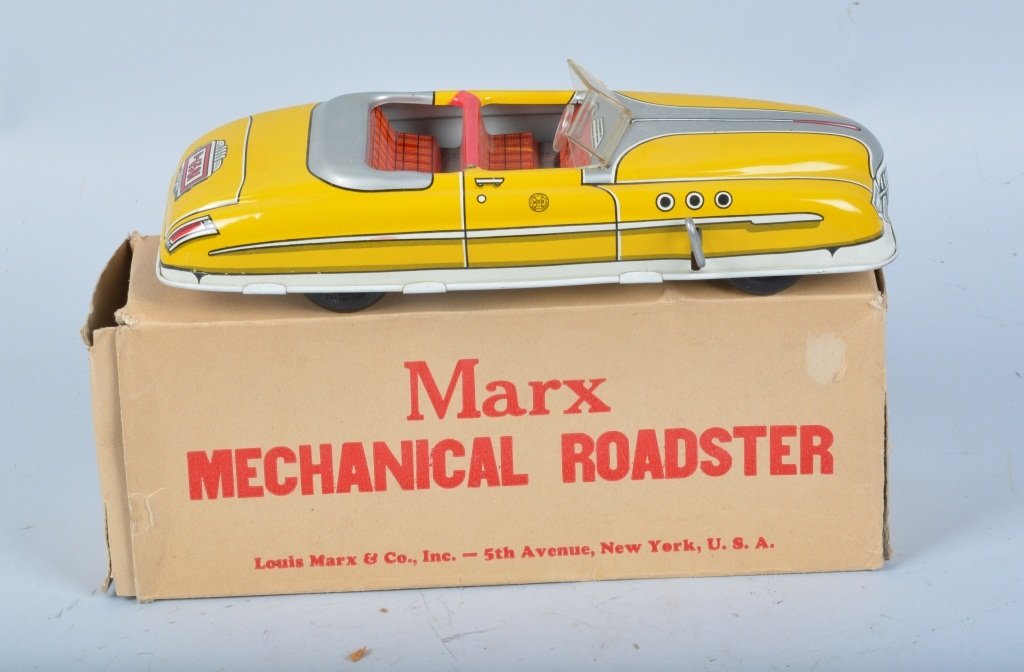 Marx
MECHANICAL ROADSTER
Louis Marx & Co., Inc. — 5th Avenue, New York, U. S. A.